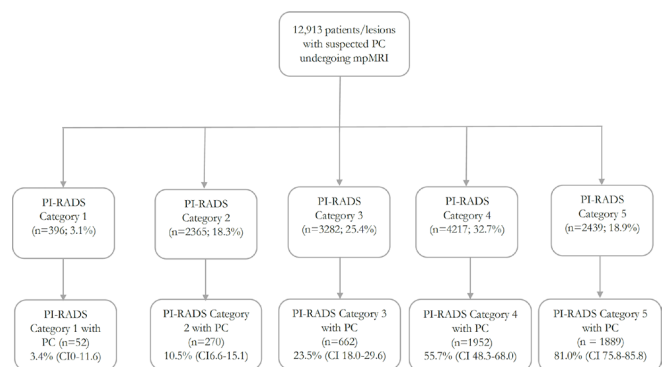 12,913 patients/lesions
with suspected PC
undergoing mpMRI
PI-RADS
Category 1
(n=396; 3.1%)
PI-RADS
Category 2
(n=2365; 18.3%)
PI-RADS
Category 3
(n=3282; 25.4%)
PI-RADS
Category 4
(n=4217; 32.7%)
PI-RADS
Category 5
(n=2439; 18.9%)
PI-RADS
Category 1 with
PC (n=52)
3.4% (CI0-11.6)
PI-RADS Category
2 with PC
(n=270)
10.5% (CI6.6-15.1)
PI-RADS Category 3
with PC
(n=662)
23.5% (CI 18.0-29.6)
PI-RADS Category 4
with PC
(n=1952)
55.7% (CI 48.3-68.0)
PI-RADS Category 5
with PC
(n = 1889)
81.0% (CI 75.8-85.8)